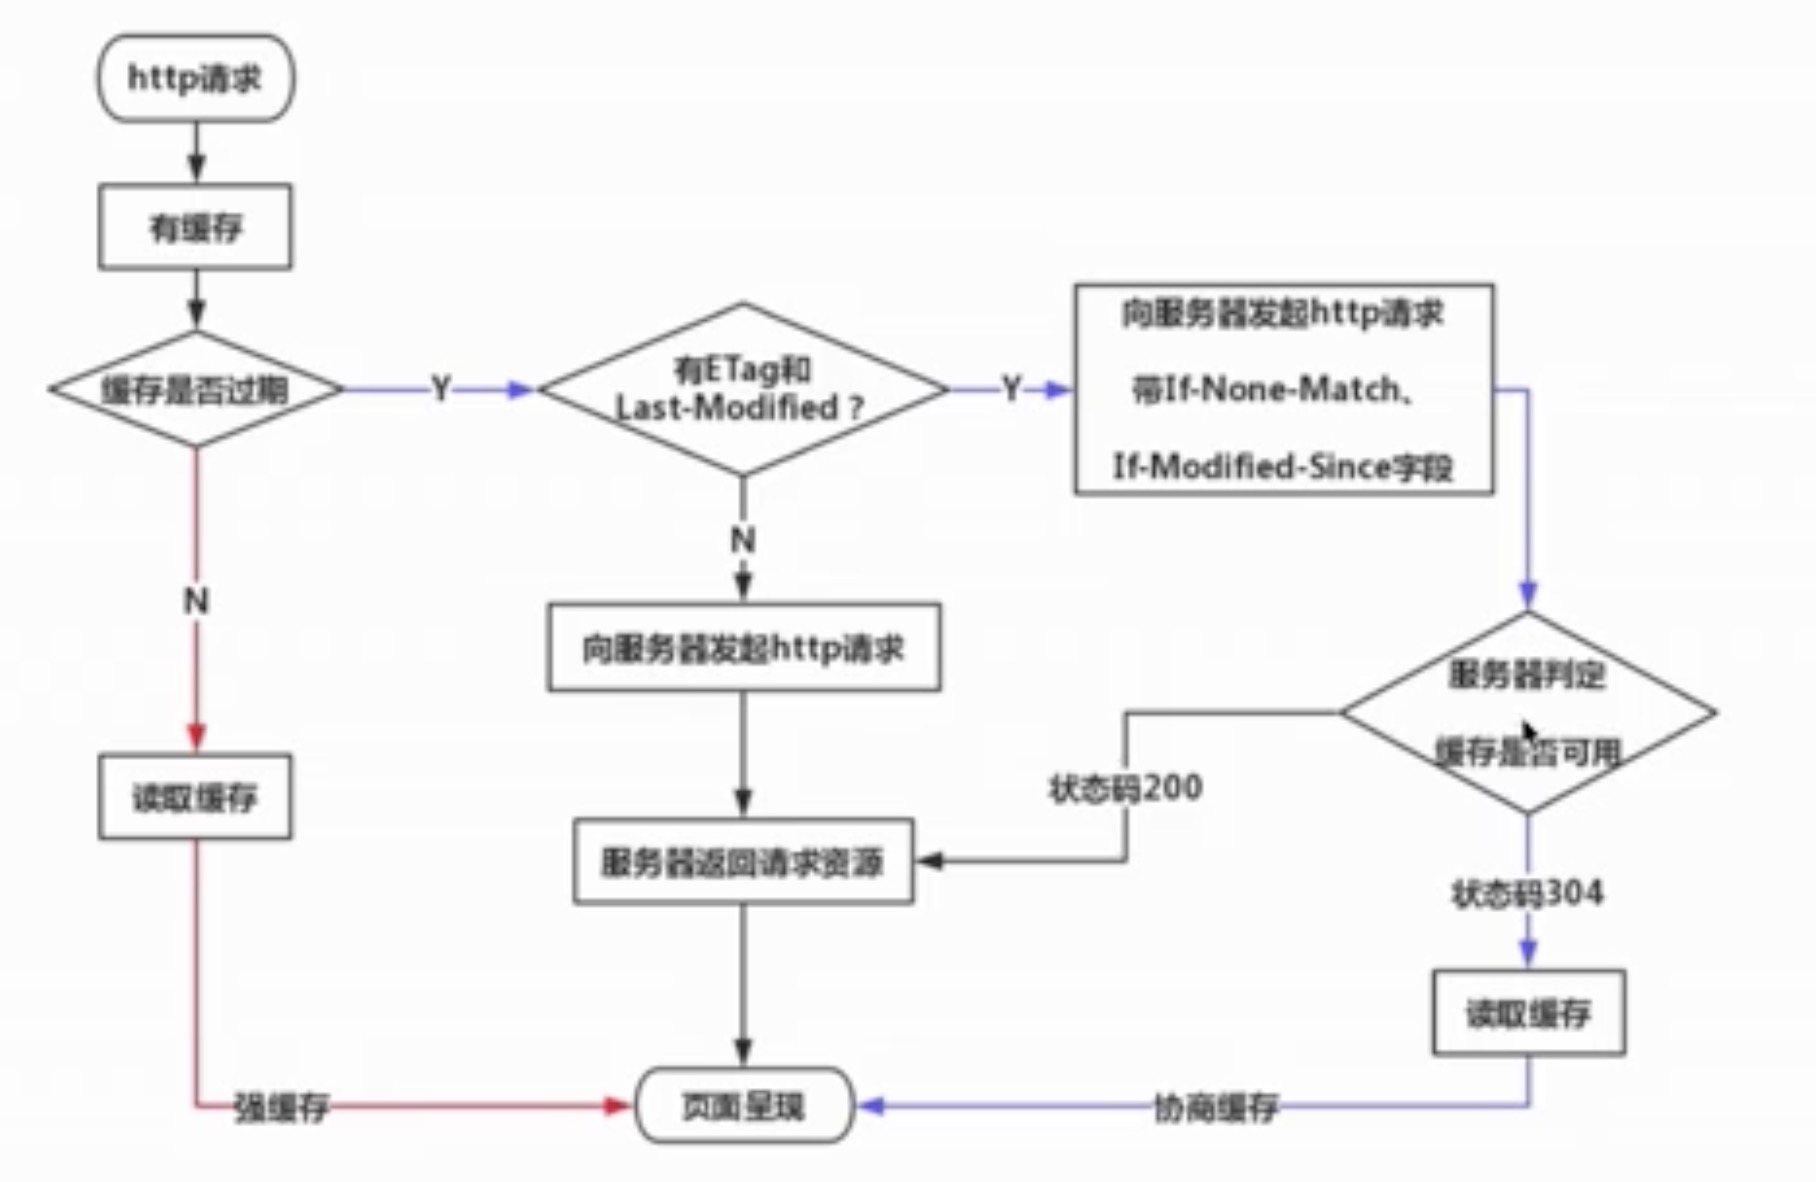 http请求
有缓存
缓存是否过期
Y
有ETag和
Last-Modified？
Y
向服务器发起http请求
带If-None-Match、
If-Modified-Since字段
N
N
向服务器发起http请求
服务器判定
缓存是否可用
状态码200
读取缓存
服务器返回请求资源
状态码304
读取缓存
强缓存
页面呈现
协商缓存